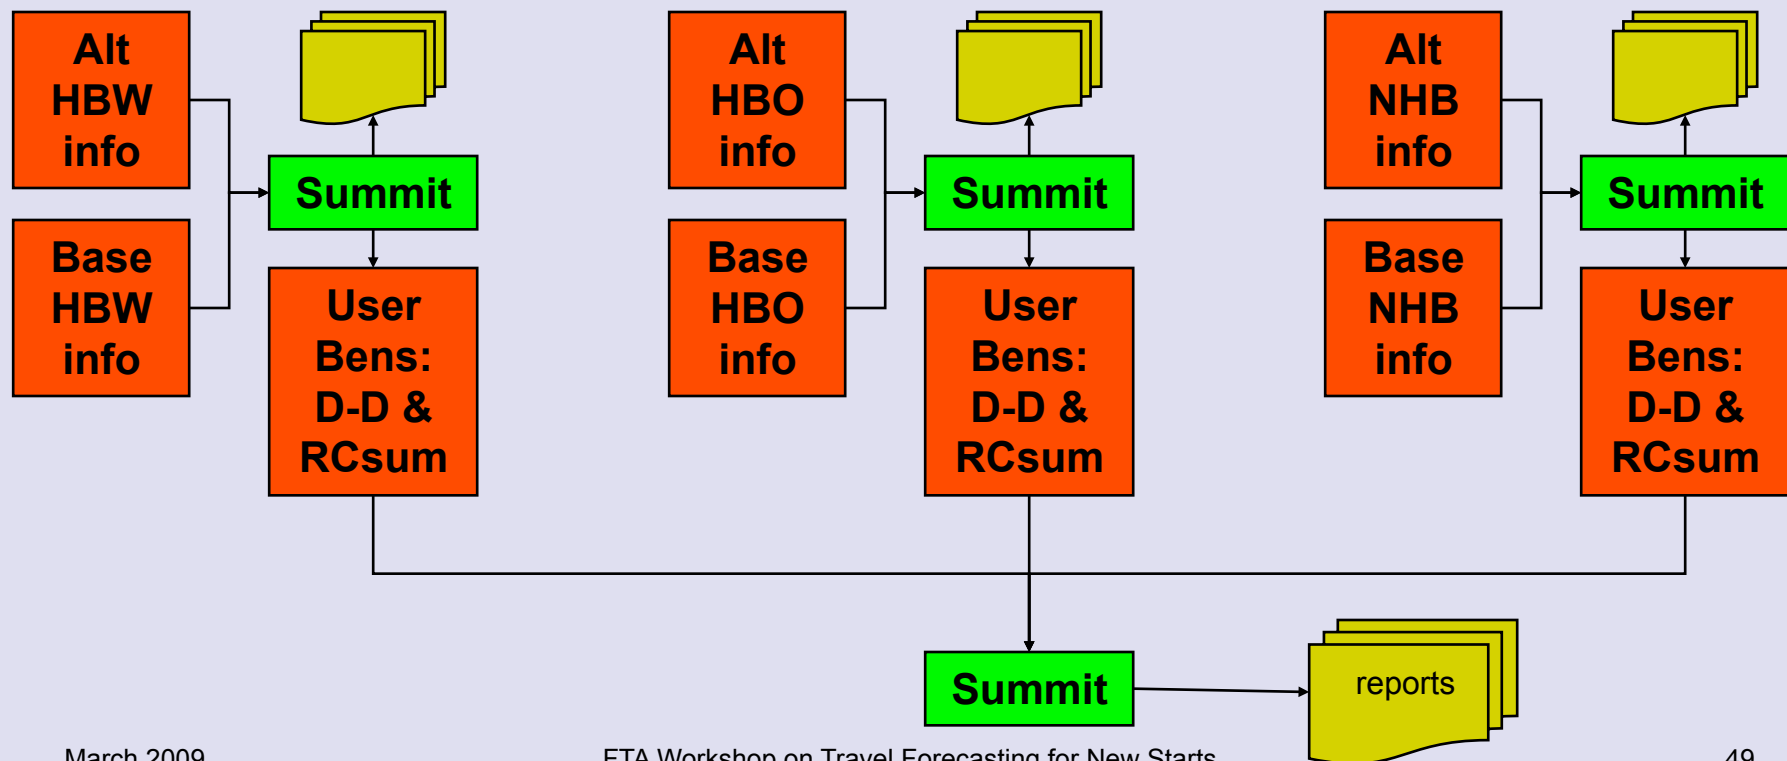 Alt
HBW
info
Base
HBW
info
Summit
User
Bens:
D-D &
RCsum
Alt
HBO
info
Base
HBO
info
Summit
User
Bens:
D-D &
RCsum
Alt
NHB
info
Base
NHB
info
Summit
User
Bens:
D-D &
RCsum
Summit
reports
March 2009
FTA Workshop on Travel Forecasting for New Starts
49